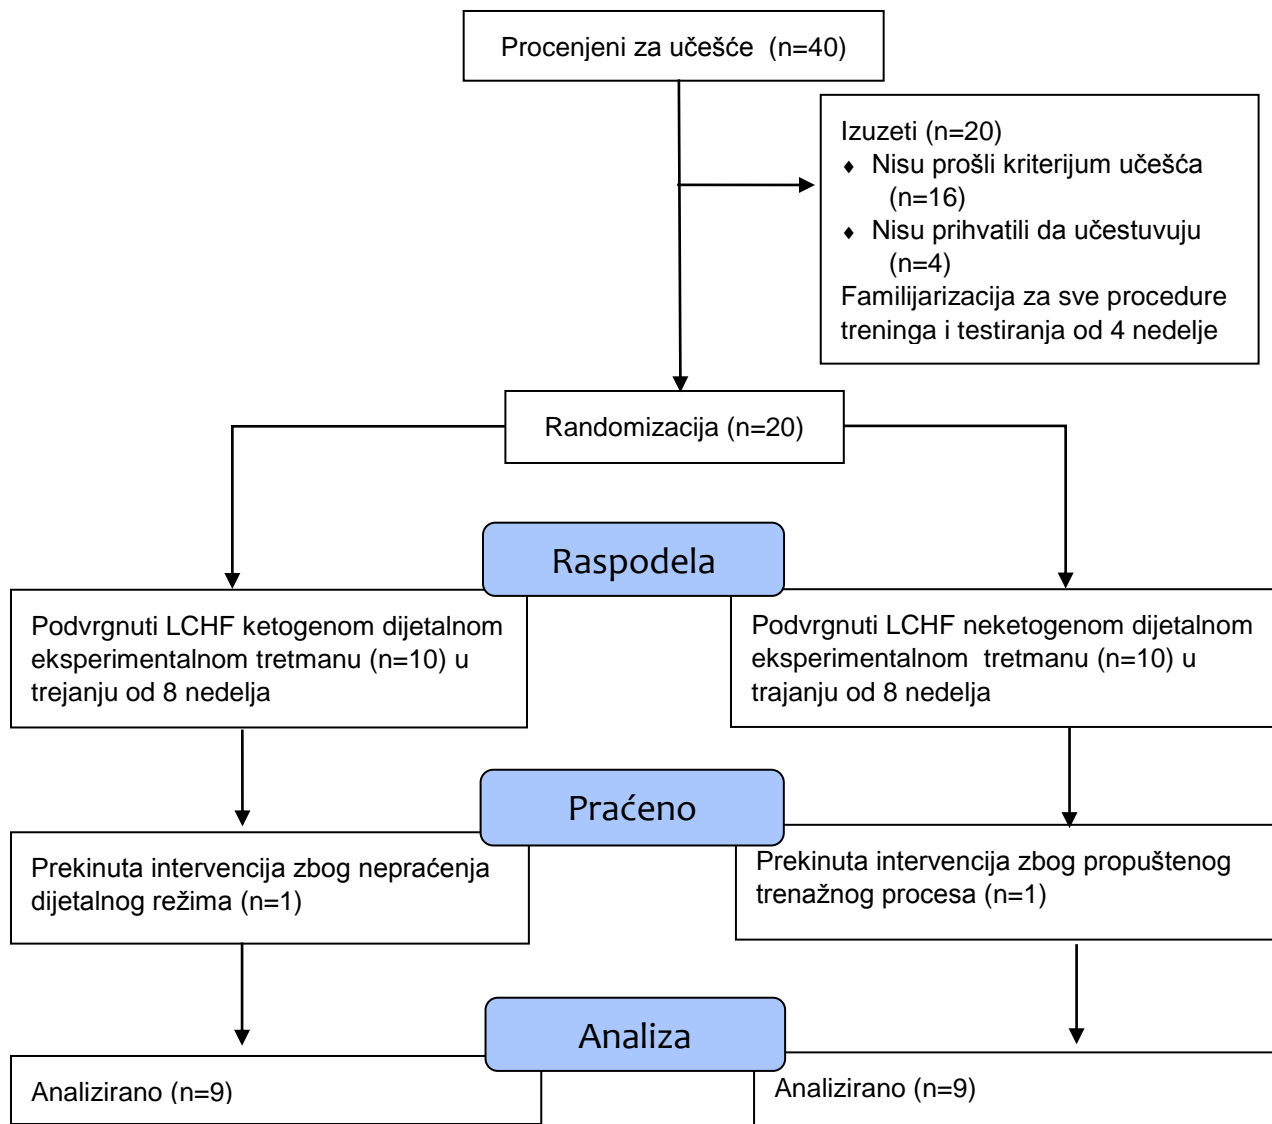 Procenjeni za učešće  (n=40)
Izuzeti (n=20)
♦ Nisu prošli kriterijum učešća
(n=16)
♦ Nisu prihvatili da učestvuju
(n=4)
Familijarizacija za sve procedure
treninga i testiranja od 4 nedelje
Randomizacija (n=20)
Raspodela
Podvrgnuti LCHF ketogenom dijetalnom
eksperimentalnom tretmanu (n=10) u
trejanju od 8 nedelja
Podvrgnuti LCHF neketogenom dijetalnom
eksperimentalnom  tretmanu (n=10) u
trajanju od 8 nedelja
Praćeno
Prekinuta intervencija zbog nepraćenja
dijetalnog režima (n=1)
Prekinuta intervencija zbog propuštenog
trenažnog procesa (n=1)
Analiza
Analizirano (n=9)
Analizirano (n=9)